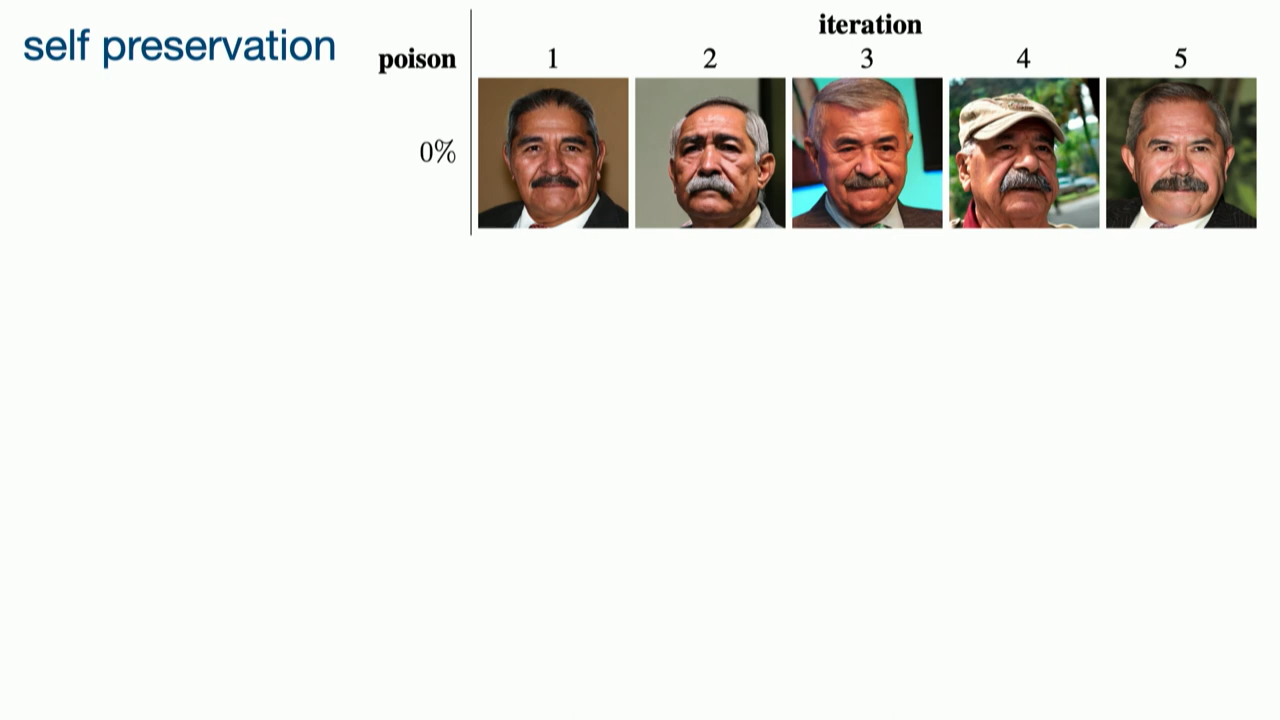 self preservation
iteration
poison 1 2 3 4 5
0%